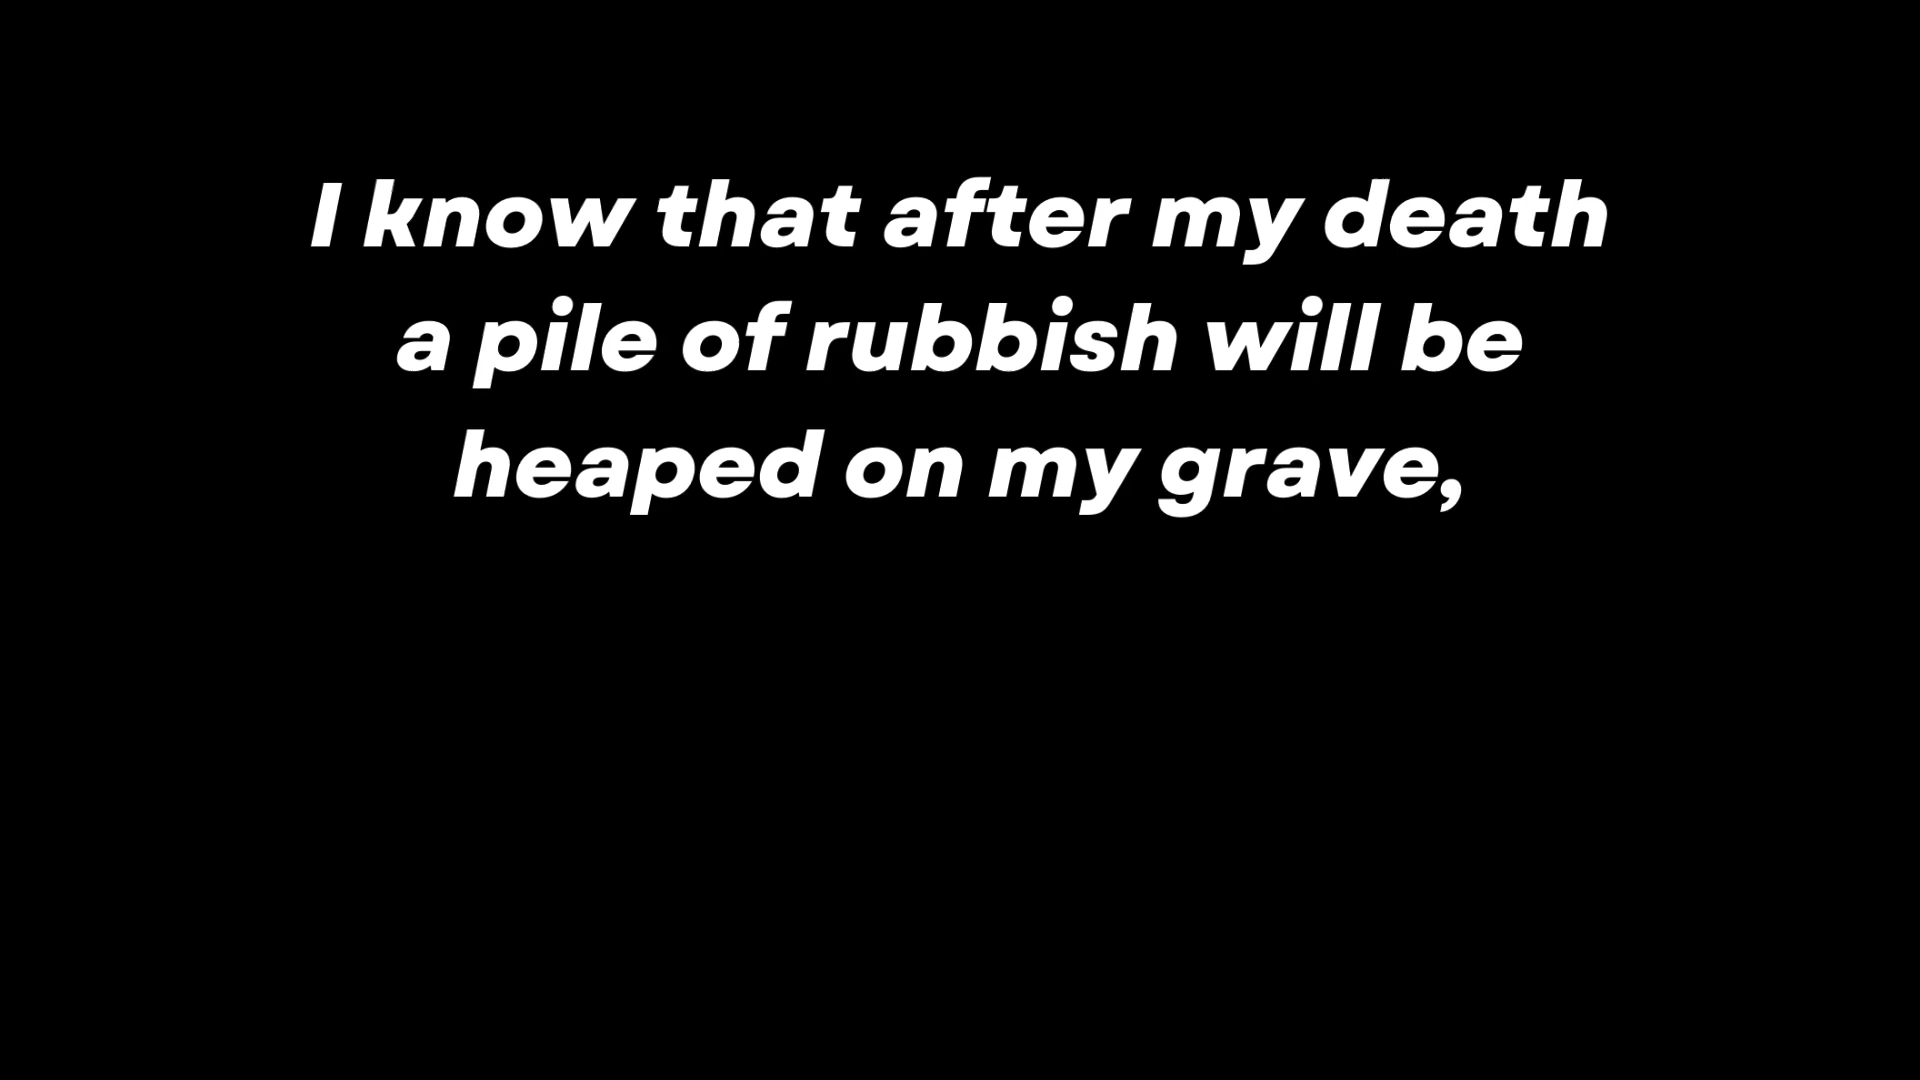 I know that after my death
a pile of rubbish will be
heaped on my grave,